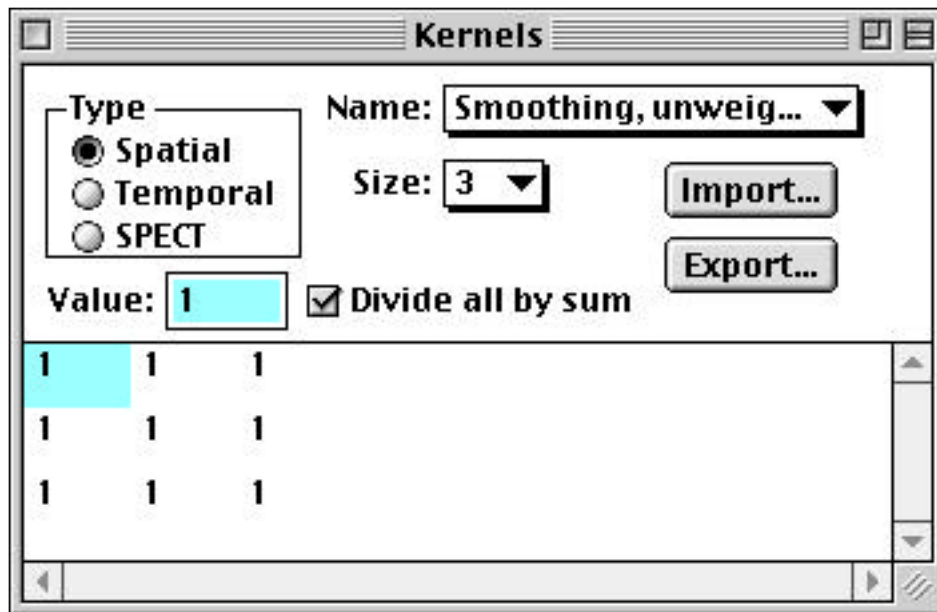 Kernels
Type
Spatial
Temporal
SPECT
Name: Smoothing, unweig...
Size: 3
Import...
Export...
Value: 1
Divide all by sum
1 1 1
1 1 1
1 1 1